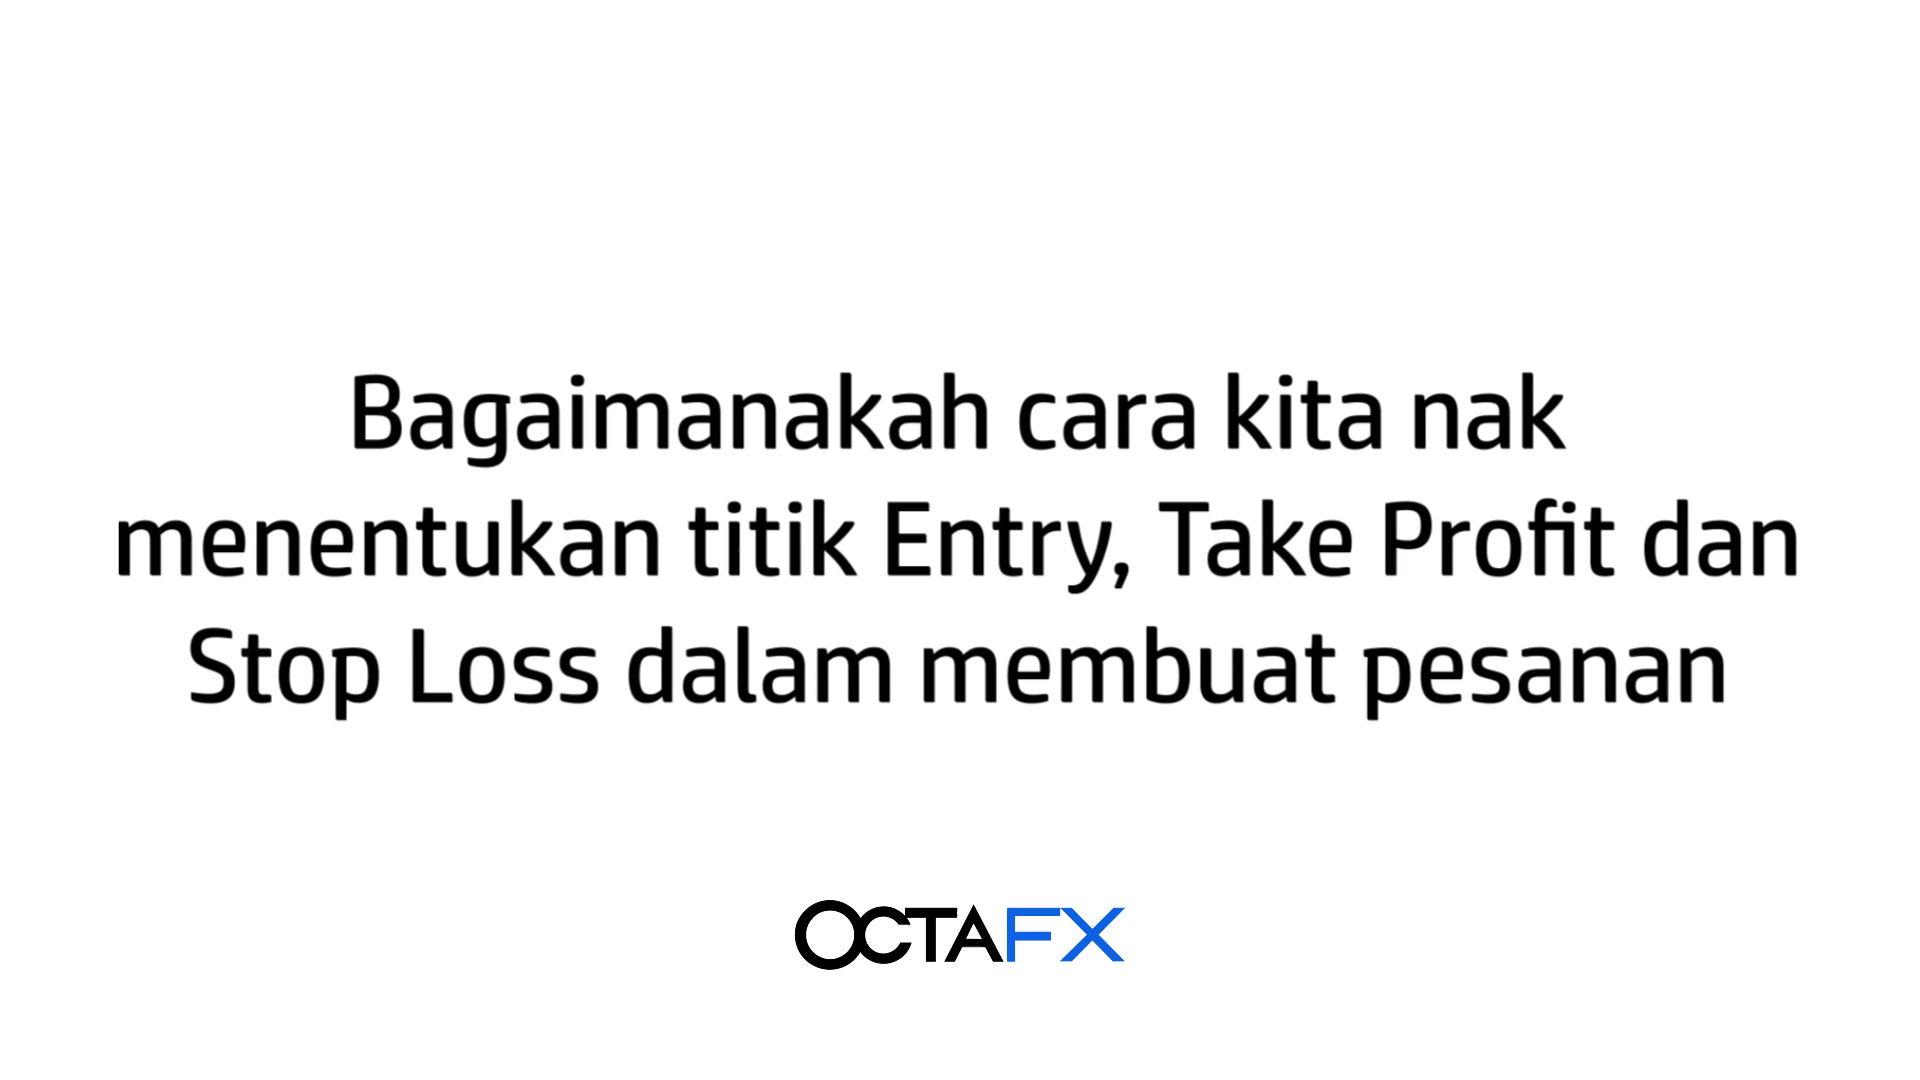 Bagaimanakah cara kita nak
menentukan titik Entry, Take Profit dan
Stop Loss dalam membuat pesanan
OCTAFX